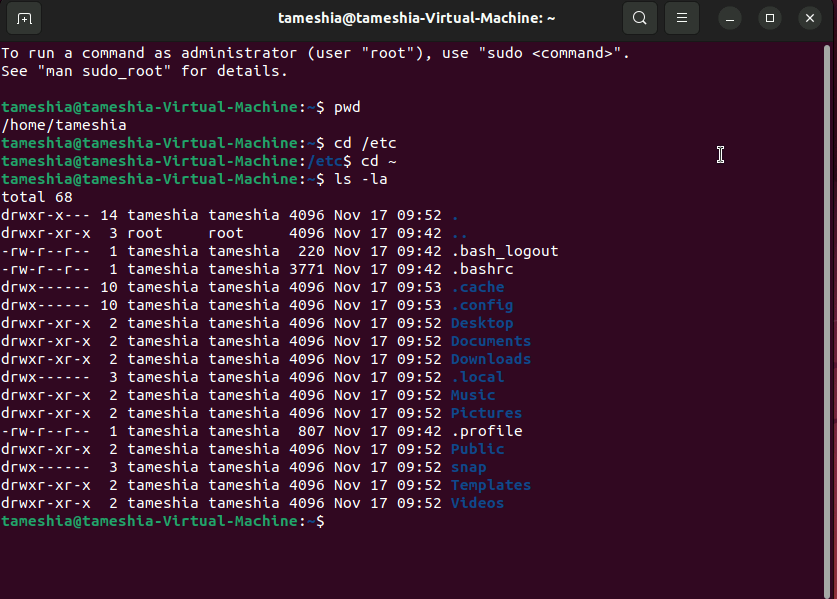 tameshia@tameshia-Virtual-Machine: ~
To run a command as administrator (user "root"), use "sudo <command>".
See "man sudo_root" for details.
tameshia@tameshia-Virtual-Machine:~$ pwd
/home/tameshia
tameshia@tameshia-Virtual-Machine:~$ cd /etc
tameshia@tameshia-Virtual-Machine:/etc$ cd ~
tameshia@tameshia-Virtual-Machine:~$ ls -la
total 68
drwxr-x--- 14 tameshia tameshia 4096 Nov 17 09:52 .
drwxr-xr-x  3 root     root     4096 Nov 17 09:42 ..
-rw-r--r--  1 tameshia tameshia  220 Nov 17 09:42 .bash_logout
-rw-r--r--  1 tameshia tameshia 3771 Nov 17 09:42 .bashrc
drwx------ 10 tameshia tameshia 4096 Nov 17 09:53 .cache
drwx------ 10 tameshia tameshia 4096 Nov 17 09:53 .config
drwxr-xr-x  2 tameshia tameshia 4096 Nov 17 09:52 Desktop
drwxr-xr-x  2 tameshia tameshia 4096 Nov 17 09:52 Documents
drwxr-xr-x  2 tameshia tameshia 4096 Nov 17 09:52 Downloads
drwx------  3 tameshia tameshia 4096 Nov 17 09:52 .local
drwxr-xr-x  2 tameshia tameshia 4096 Nov 17 09:52 Music
drwxr-xr-x  2 tameshia tameshia 4096 Nov 17 09:52 Pictures
-rw-r--r--  1 tameshia tameshia  807 Nov 17 09:42 .profile
drwxr-xr-x  2 tameshia tameshia 4096 Nov 17 09:52 Public
drwx------  3 tameshia tameshia 4096 Nov 17 09:52 snap
drwxr-xr-x  2 tameshia tameshia 4096 Nov 17 09:52 Templates
drwxr-xr-x  2 tameshia tameshia 4096 Nov 17 09:52 Videos
tameshia@tameshia-Virtual-Machine:~$